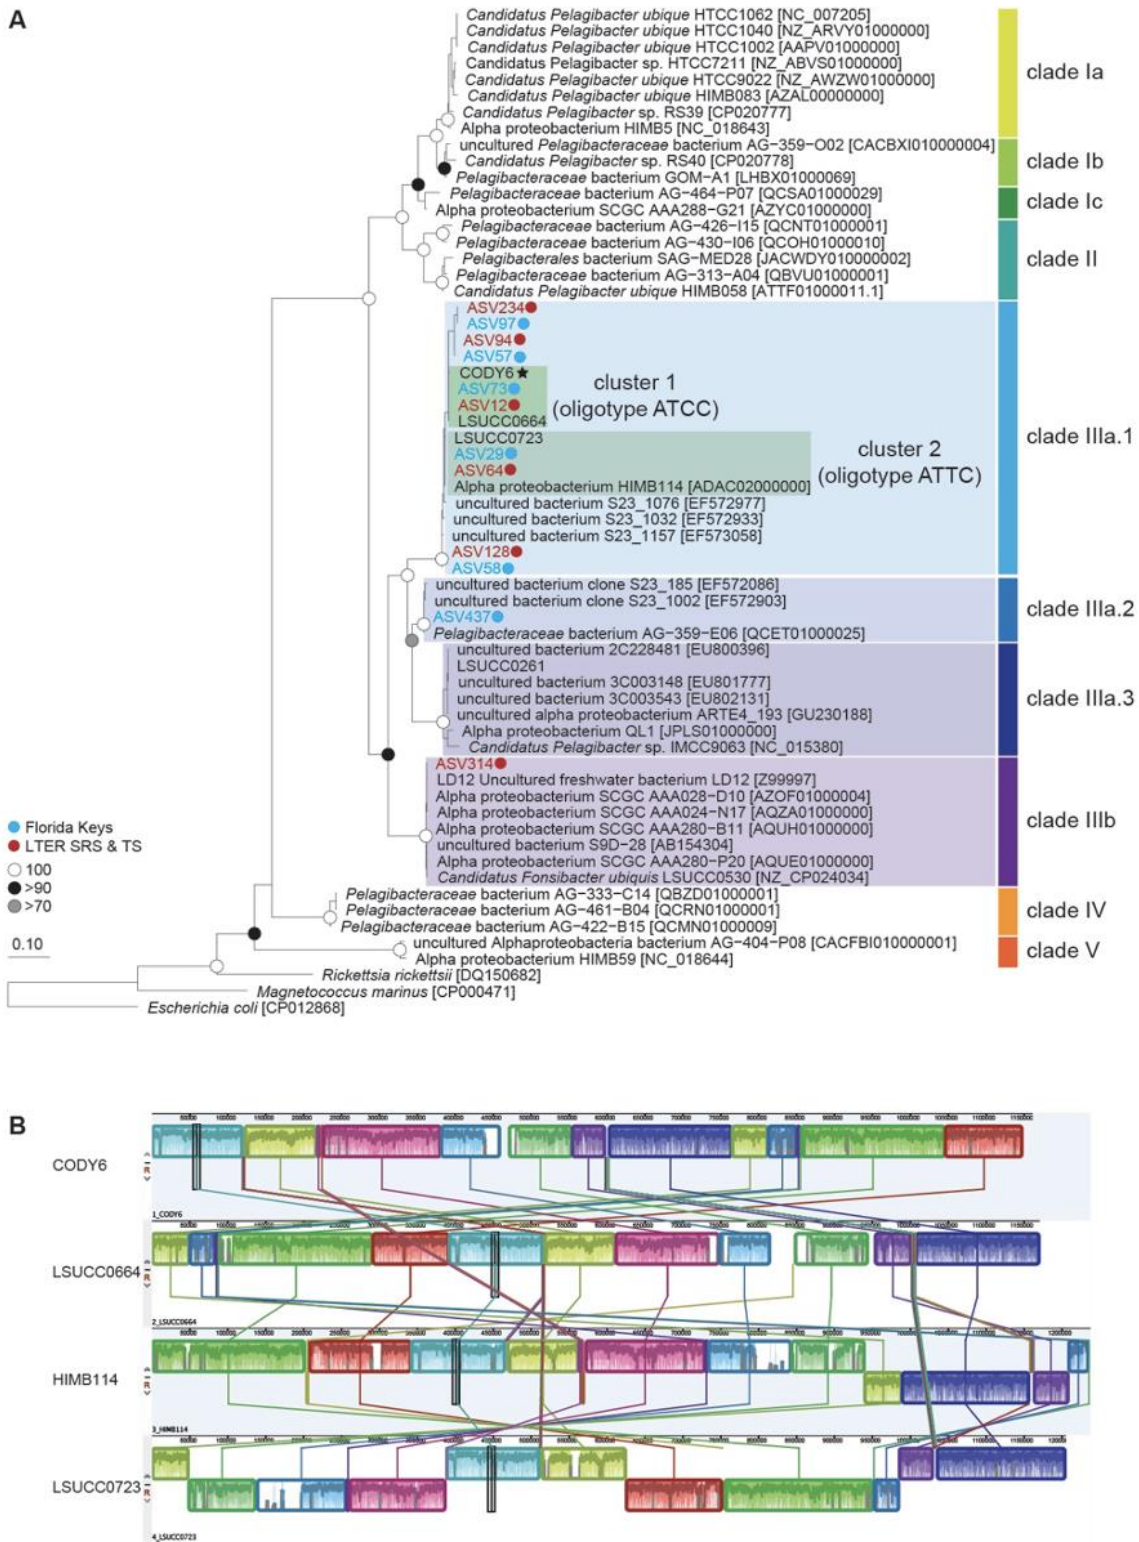 A
Candidatus Pelagibacter ubique HTCC1062 [NC_007205]
Candidatus Pelagibacter ubique HTCC1040 [NZ_ARVY01000000]
Candidatus Pelagibacter ubique HTCC1002 [AAPV01000000]
Candidatus Pelagibacter sp. HTCC7211 [NZ_ABVS01000000]
Candidatus Pelagibacter ubique HTCC9022 [NZ_AWZW01000000]
Candidatus Pelagibacter ubique HIMB083 [AZAL00000000]
Candidatus Pelagibacter sp. RS39 [CP020777]
Alpha proteobacterium HIMB5 [NC_018643]
clade Ia
uncultured Pelagibacteraceae bacterium AG-359-O02 [CACBXI010000004]
Candidatus Pelagibacter sp. RS40 [CP020778]
Pelagibacteraceae bacterium GOM-A1 [LHBX01000069]
clade Ib
Pelagibacteraceae bacterium AG-464-P07 [QCSA01000029]
Alpha proteobacterium SCGC AAA288-G21 [AZYC01000000]
clade Ic
Pelagibacteraceae bacterium AG-426-I15 [QCNT01000001]
Pelagibacteraceae bacterium AG-430-I06 [QCOH01000010]
Pelagibacterales bacterium SAG-MED28 [JACWDY010000002]
Pelagibacteraceae bacterium AG-313-A04 [QBVU01000001]
Candidatus Pelagibacter ubique HIMB058 [ATTF01000011.1]
clade II
ASV234
ASV97
ASV94
ASV57
CODY6
ASV73
ASV12
LSUCC0664
cluster 1
(oligotype ATCC)
LSUCC0723
ASV29
ASV64
Alpha proteobacterium HIMB114 [ADAC02000000]
cluster 2
(oligotype ATTC)
uncultured bacterium S23_1076 [EF572977]
uncultured bacterium S23_1032 [EF572933]
uncultured bacterium S23_1157 [EF573058]
ASV128
ASV58
clade IIIa.1
uncultured bacterium clone S23_185 [EF572086]
uncultured bacterium clone S23_1002 [EF572903]
ASV437
Pelagibacteraceae bacterium AG-359-E06 [QCET01000025]
clade IIIa.2
uncultured bacterium 2C228481 [EU800396]
LSUCC0261
uncultured bacterium 3C003148 [EU801777]
uncultured bacterium 3C003543 [EU802131]
uncultured alpha proteobacterium ARTE4_193 [GU230188]
Alpha proteobacterium QL1 [JPLS01000000]
Candidatus Pelagibacter sp. IMCC9063 [NC_015380]
clade IIIa.3
ASV314
LD12 Uncultured freshwater bacterium LD12 [Z99997]
Alpha proteobacterium SCGC AAA028-D10 [AZOF01000004]
Alpha proteobacterium SCGC AAA024-N17 [AQZA01000000]
Alpha proteobacterium SCGC AAA280-B11 [AQUH01000000]
uncultured bacterium S9D-28 [AB154304]
Alpha proteobacterium SCGC AAA280-P20 [AQUE01000000]
Candidatus Fonsibacter ubiquis LSUCC0530 [NZ_CP024034]
clade IIIb
Florida Keys
LTER SRS & TS
100
>90
>70
0.10
Pelagibacteraceae bacterium AG-333-C14 [QBZD01000001]
Pelagibacteraceae bacterium AG-461-B04 [QCRN01000001]
Pelagibacteraceae bacterium AG-422-B15 [QCMN01000009]
clade IV
uncultured Alphaproteobacteria bacterium AG-404-P08 [CACFBI010000001]
Alpha proteobacterium HIMB59 [NC_018644]
clade V
Rickettsia rickettsii [DQ150682]
Magnetococcus marinus [CP000471]
Escherichia coli [CP012868]
B
CODY6
1_CODY6
LSUCC0664
2_LSUCC0664
HIMB114
3_HIMB114
LSUCC0723
4_LSUCC0723